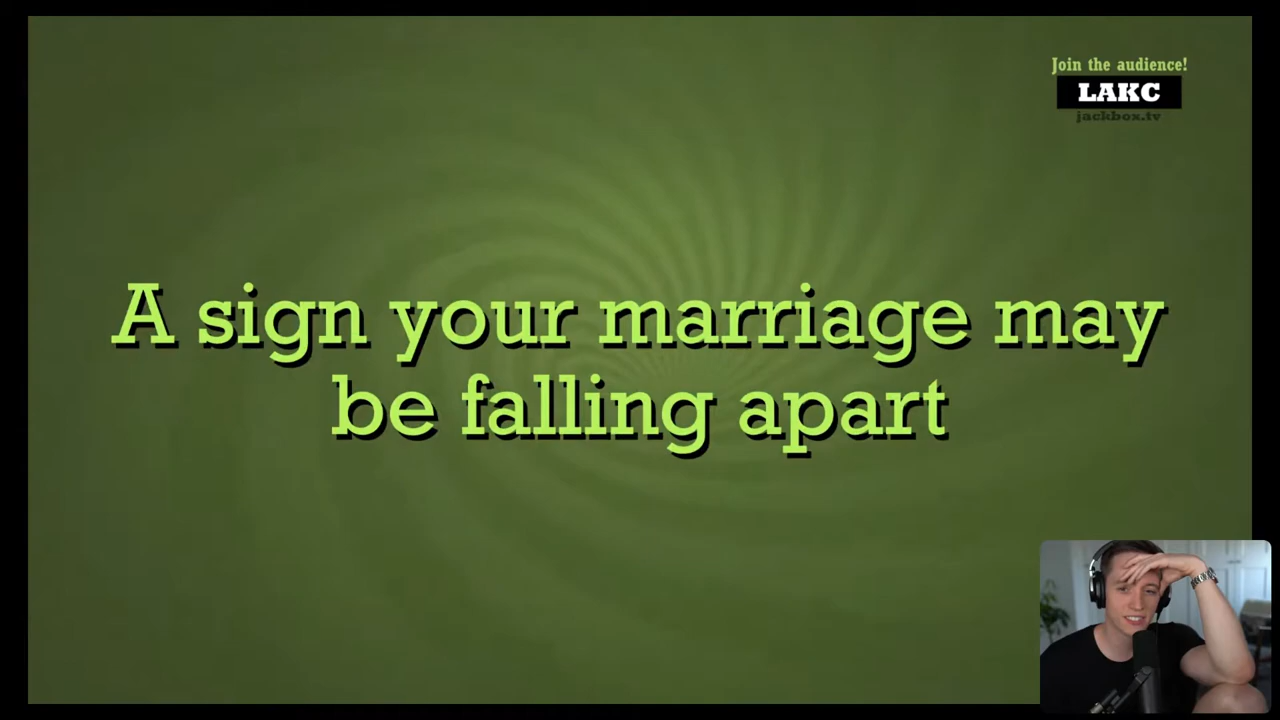 Join the audience!
LAKC
jackbox.tv
A sign your marriage may
be falling apart